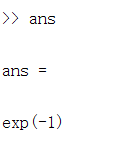 >> ans
ans =
exp(-1)